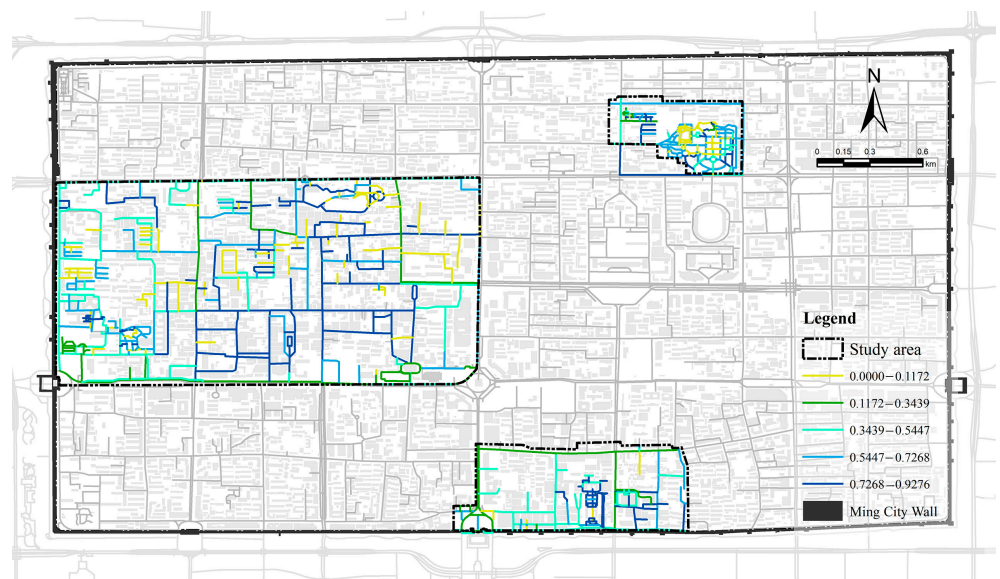 N
0 0.15 0.3 0.6
km
Legend
Study area
0.0000−0.1172
0.1172−0.3439
0.3439−0.5447
0.5447−0.7268
0.7268−0.9276
Ming City Wall